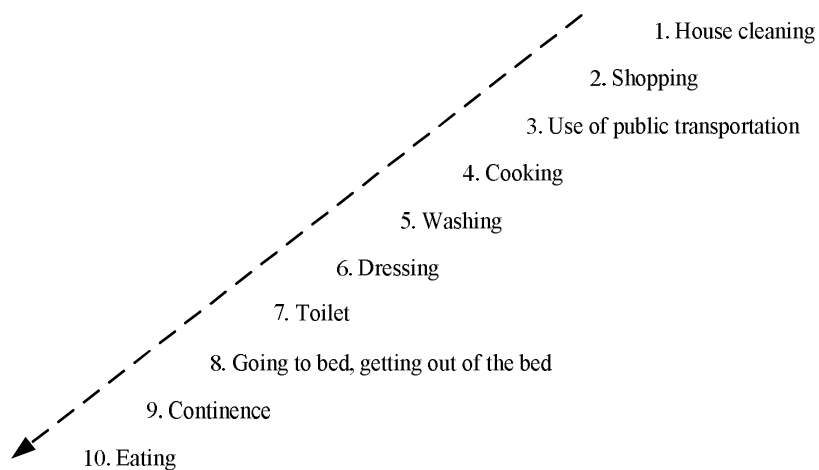 1. House cleaning
2. Shopping
3. Use of public transportation
4. Cooking
5. Washing
6. Dressing
7. Toilet
8. Going to bed, getting out of the bed
9. Continence
10. Eating